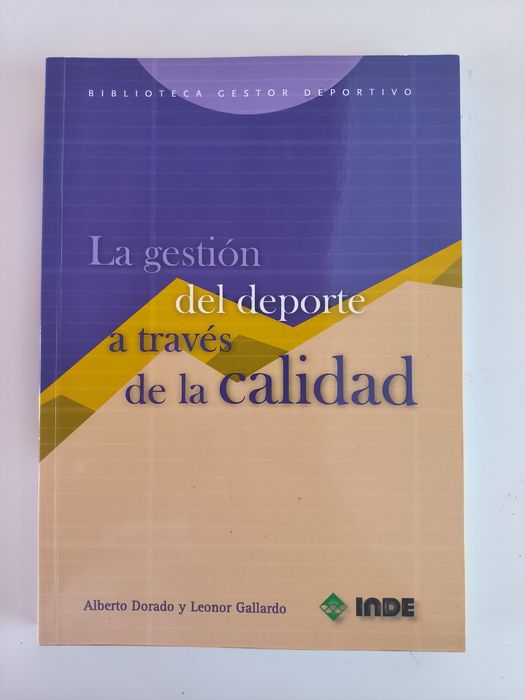 BIBLIOTECA GESTOR DEPORTIVO
La gestión
del deporte
a través
de la calidad
Alberto Dorado y Leonor Gallardo
INDE